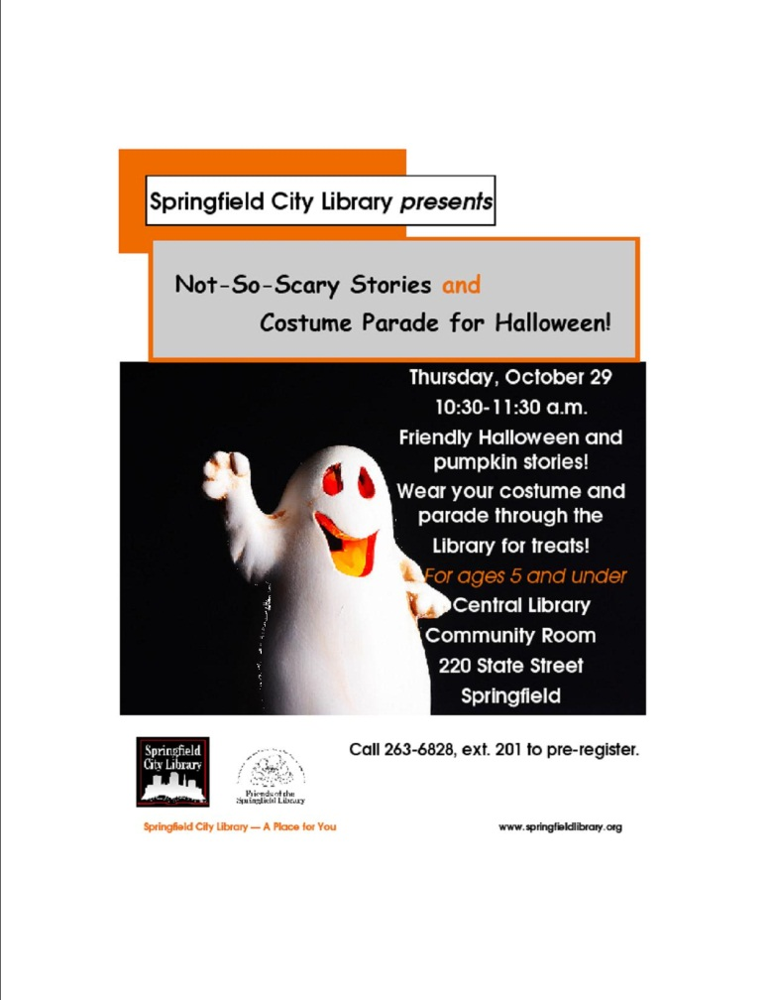 Springfield City Library presents
Not-So-Scary Stories and
Costume Parade for Halloween!
Thursday, October 29
10:30-11:30 a.m.
Friendly Halloween and
pumpkin stories!
Wear your costume and
parade through the
Library for treats!
For ages 5 and under
Central Library
Community Room
220 State Street
Springfield
Call 263-6828, ext. 201 to pre-register.
Springfield
City Library
Friends of the
Springfield Library
Springfield City Library — A Place for You
www.springfieldlibrary.org